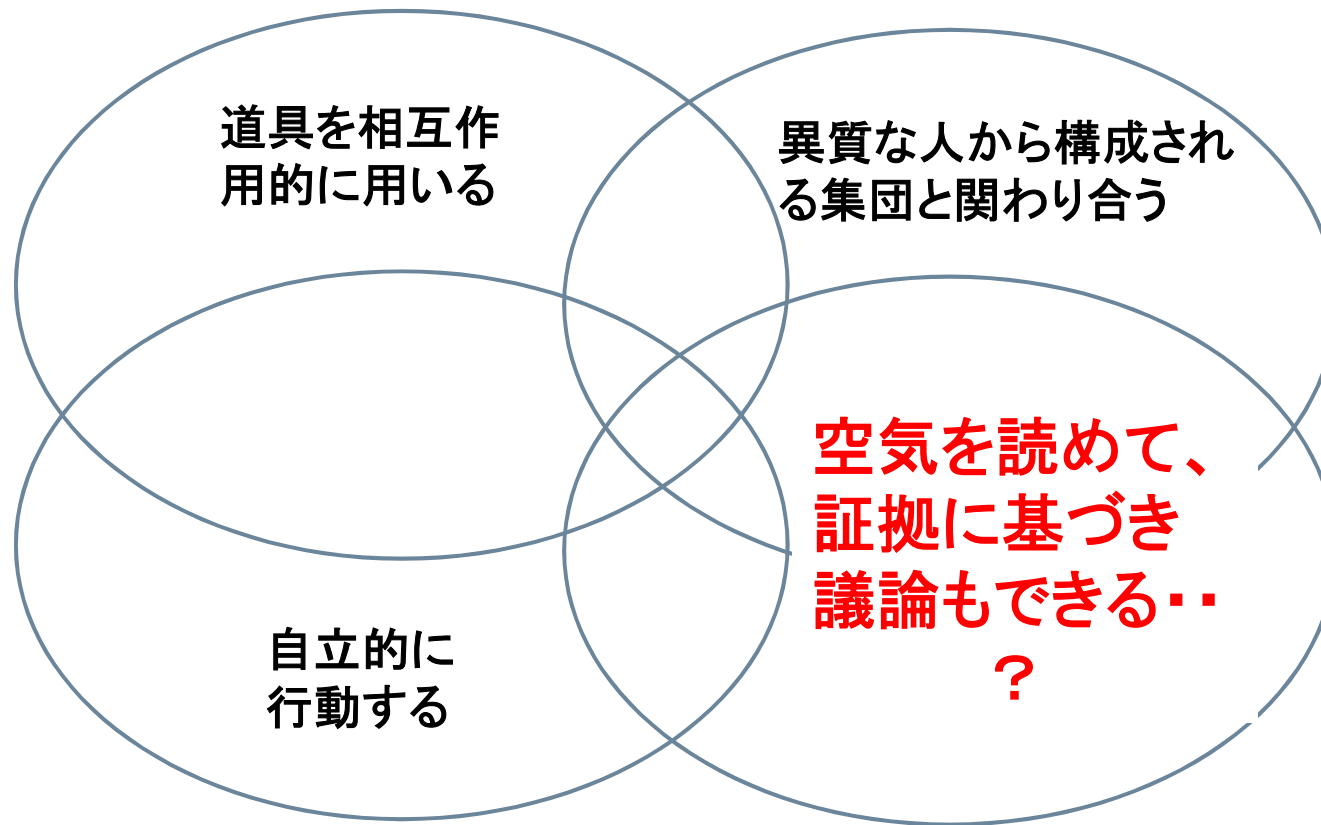 道具を相互作
用的に用いる
異質な人から構成され
る集団と関わり合う
空気を読めて、
証拠に基づき
議論もできる・・
？
自立的に
行動する